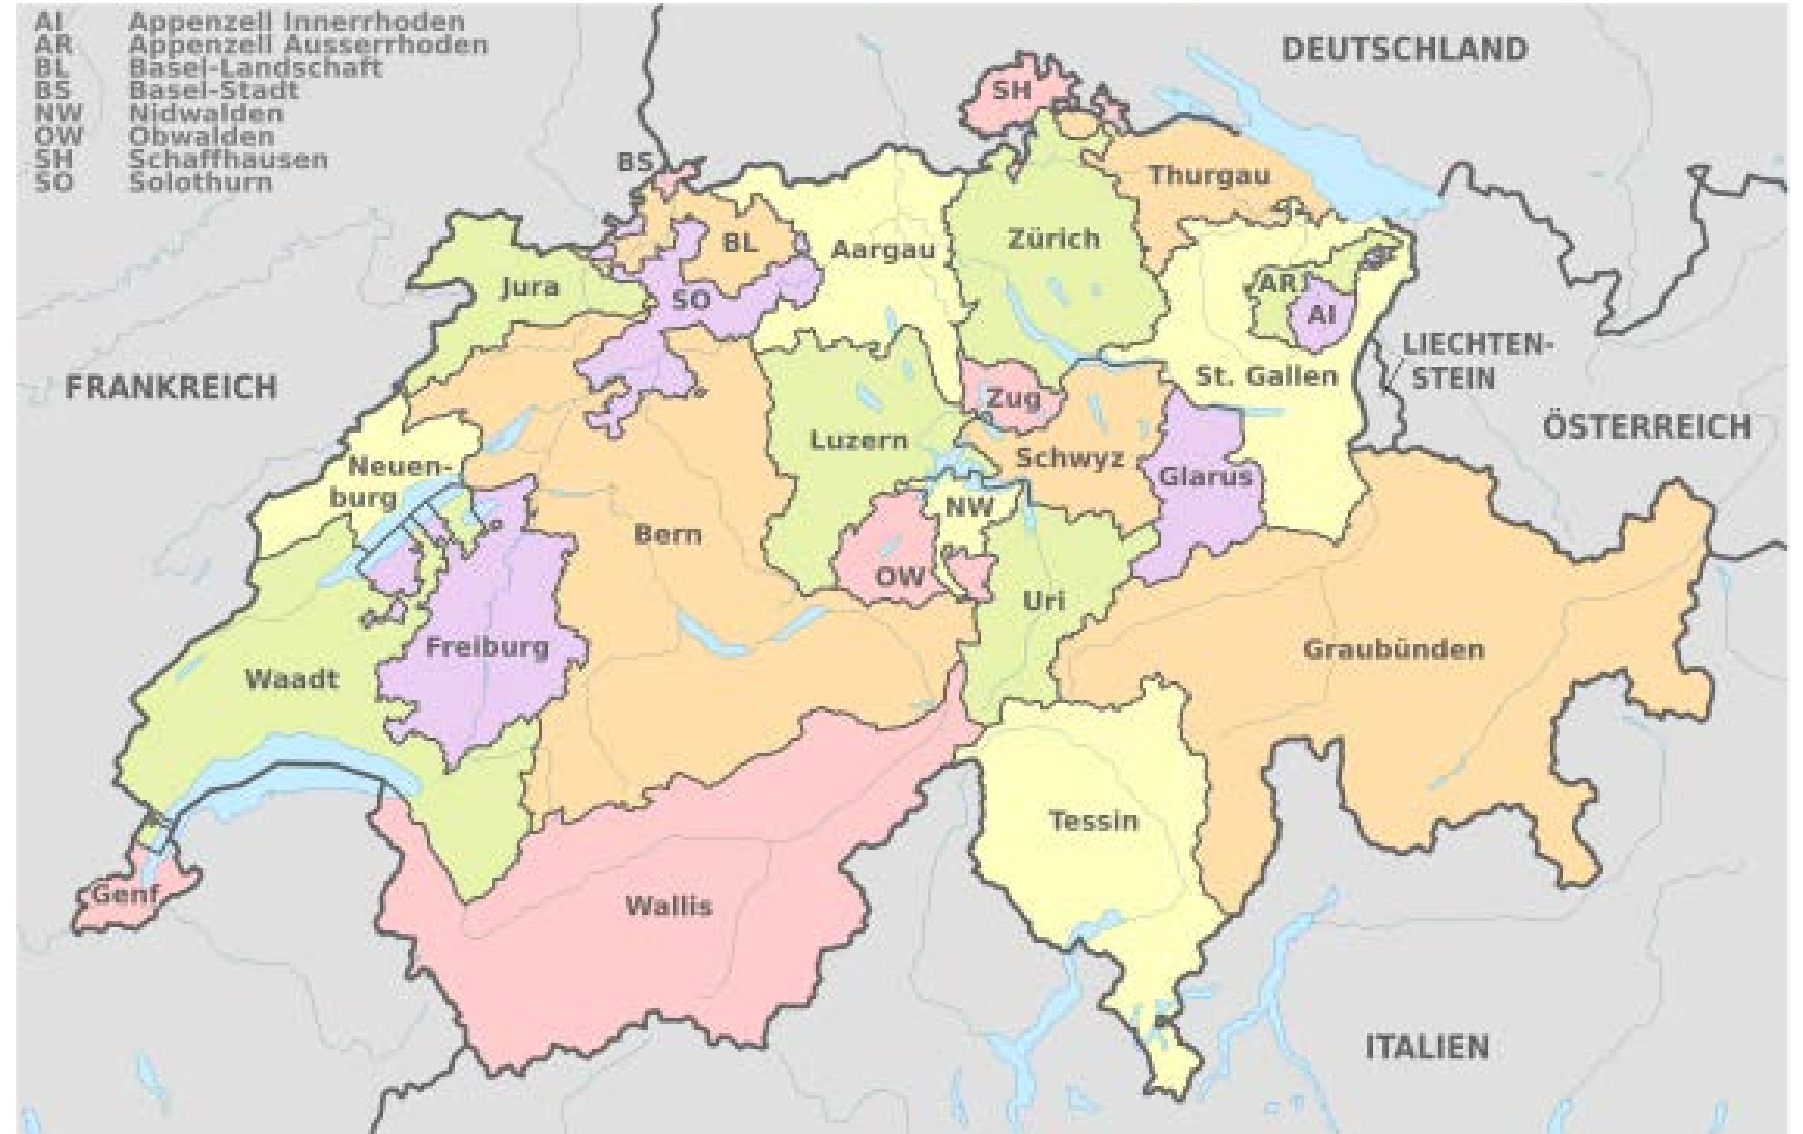 AI Appenzell Innerrhoden
AR Appenzell Ausserrhoden
BL Basel-Landschaft
BS Basel-Stadt
NW Nidwalden
OW Obwalden
SH Schaffhausen
SO Solothurn
DEUTSCHLAND
SH
BS
Thurgau
BL
Aargau
Zürich
Jura
SO
AR
AI
LIECHTEN-
STEIN
FRANKREICH
St. Gallen
Zug
ÖSTERREICH
Luzern
Schwyz
Neuen-
burg
Glarus
NW
Bern
OW
Uri
Freiburg
Graubünden
Waadt
Tessin
Genf
Wallis
ITALIEN